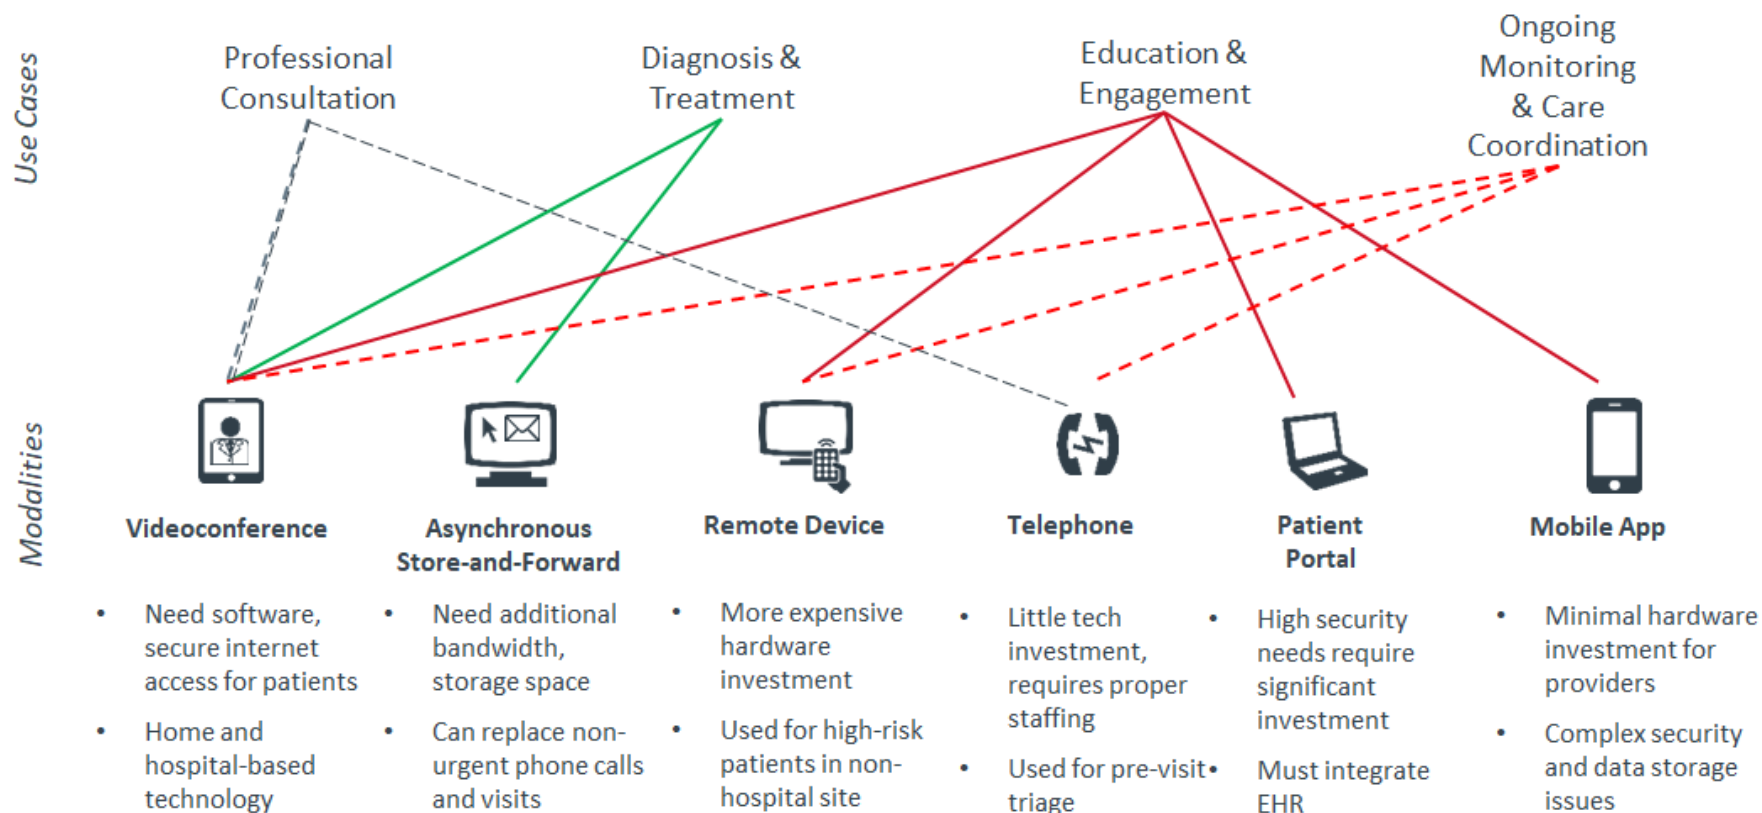 Use Cases
Professional
Consultation
Diagnosis &
Treatment
Education &
Engagement
Ongoing
Monitoring
& Care
Coordination
Modalities
Videoconference
Asynchronous
Store-and-Forward
Remote Device
Telephone
Patient
Portal
Mobile App
• Need software,
secure internet
access for patients
• Home and
hospital-based
technology
• Need additional
bandwidth,
storage space
• Can replace non-
urgent phone calls
and visits
• More expensive
hardware
investment
• Used for high-risk
patients in non-
hospital site
• Little tech
investment,
requires proper
staffing
• Used for pre-visit
triage
• High security
needs require
significant
investment
• Must integrate
EHR
• Minimal hardware
investment for
providers
• Complex security
and data storage
issues